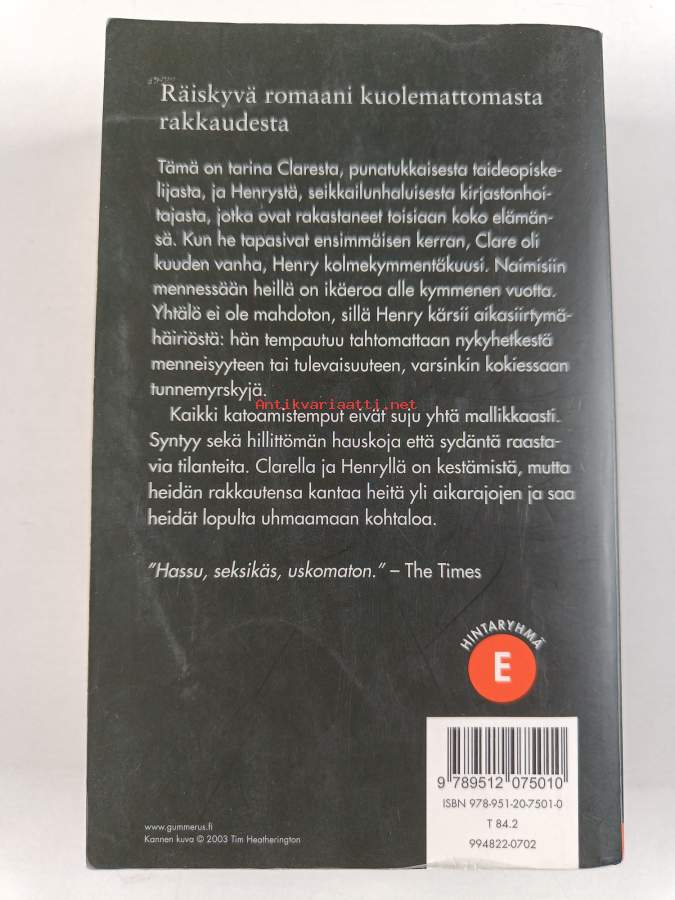 Räiskyvä romaani kuolemattomasta
rakkaudesta
Tämä on tarina Claresta, punatukkaisesta taideopiske-
lijasta, ja Henrystä, seikkailunhaluisesta kirjastonhoi-
tajasta, jotka ovat rakastaneet toisiaan koko elämän-
sä. Kun he tapasivat ensimmäisen kerran, Clare oli
kuuden vanha, Henry kolmekymmentäkuusi. Naimisiin
mennessään heillä on ikäeroa alle kymmenen vuotta.
Yhtälö ei ole mahdoton, sillä Henry kärsii aikasiirtymä-
häiriöstä: hän tempautuu tahtomattaan nykyhetkestä
menneisyyteen tai tulevaisuuteen, varsinkin kokiessaan
tunnemyrskyjä.
Antikvariaatti.net
Kaikki katoamistemput eivät suju yhtä mallikkaasti.
Syntyy sekä hillittömän hauskoja että sydäntä raasta-
via tilanteita. Clarella ja Henryllä on kestämistä, mutta
heidän rakkautensa kantaa heitä yli aikarajojen ja saa
heidät lopulta uhmaamaan kohtaloa.
"Hassu, seksikäs, uskomaton." – The Times
HINTARYHMÄ
E
9 789512 075010
ISBN 978-951-20-7501-0
T 84.2
994822-0702
www.gummerus.fi
Kannen kuva © 2003 Tim Heatherington